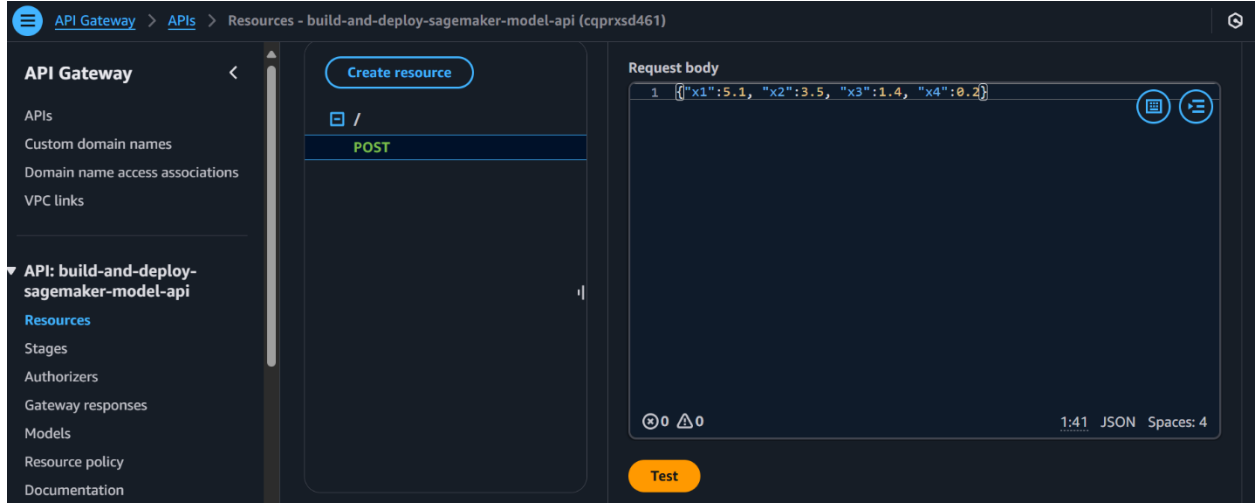 API Gateway > APIs > Resources - build-and-deploy-sagemaker-model-api (cqprxsd461)
API Gateway
APIs
Custom domain names
Domain name access associations
VPC links
API: build-and-deploy-
sagemaker-model-api
Resources
Stages
Authorizers
Gateway responses
Models
Resource policy
Documentation
Create resource
/
POST
Request body
1 {"x1":5.1, "x2":3.5, "x3":1.4, "x4":0.2}
0 0 1:41 JSON Spaces: 4
Test